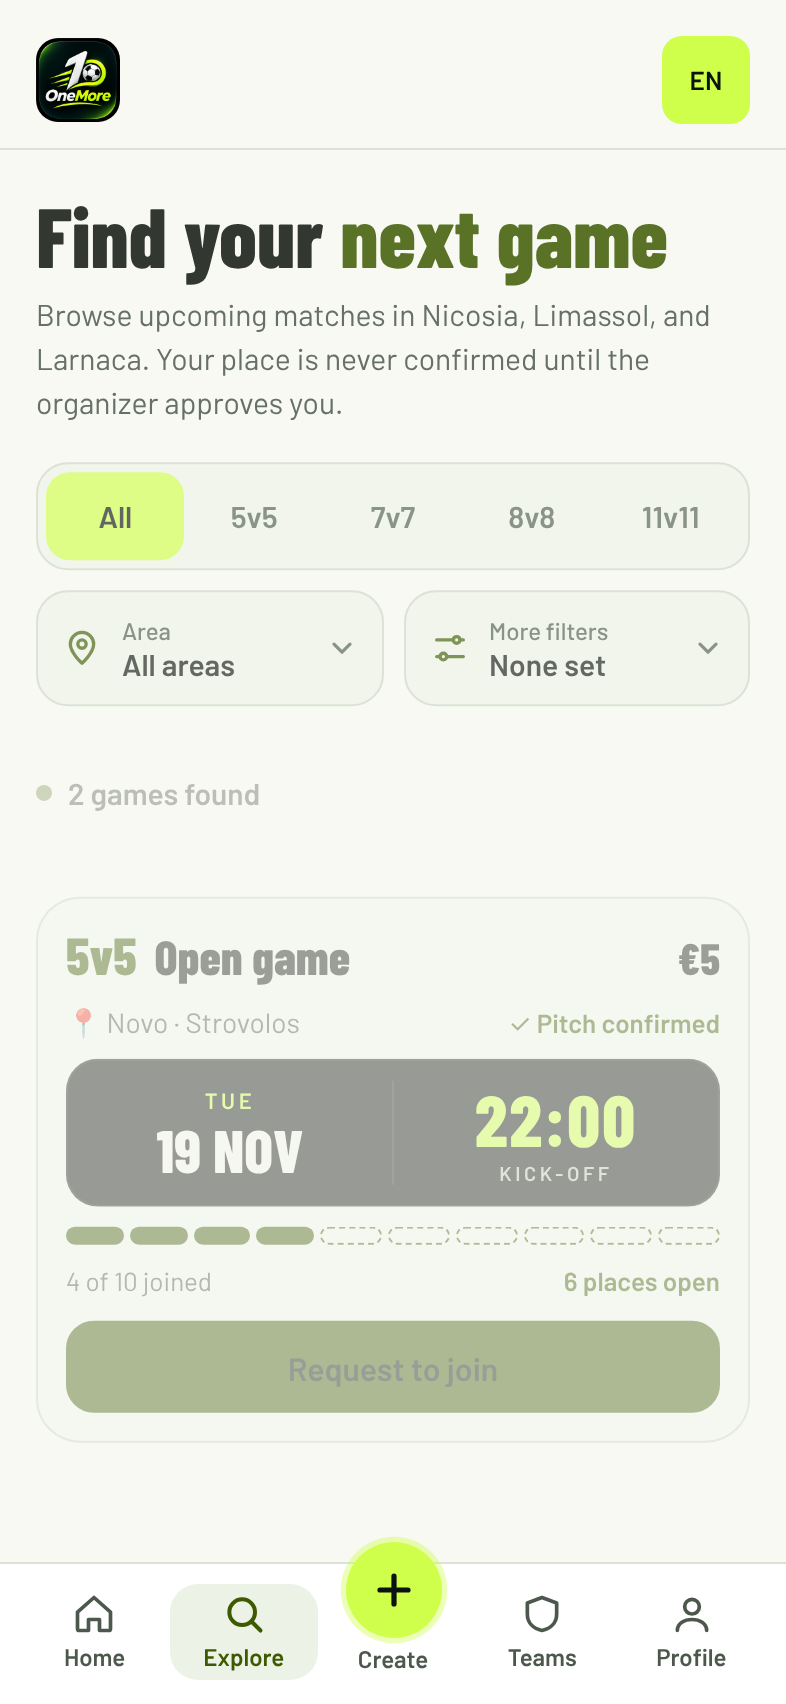 OneMore
EN
Find your next game
Browse upcoming matches in Nicosia, Limassol, and
Larnaca. Your place is never confirmed until the
organizer approves you.
All 5v5 7v7 8v8 11v11
Area
All areas
More filters
None set
2 games found
5v5 Open game €5
📍 Novo · Strovolos ✓ Pitch confirmed
TUE
19 NOV
22:00
KICK-OFF
4 of 10 joined 6 places open
Request to join
Home Explore Create Teams Profile